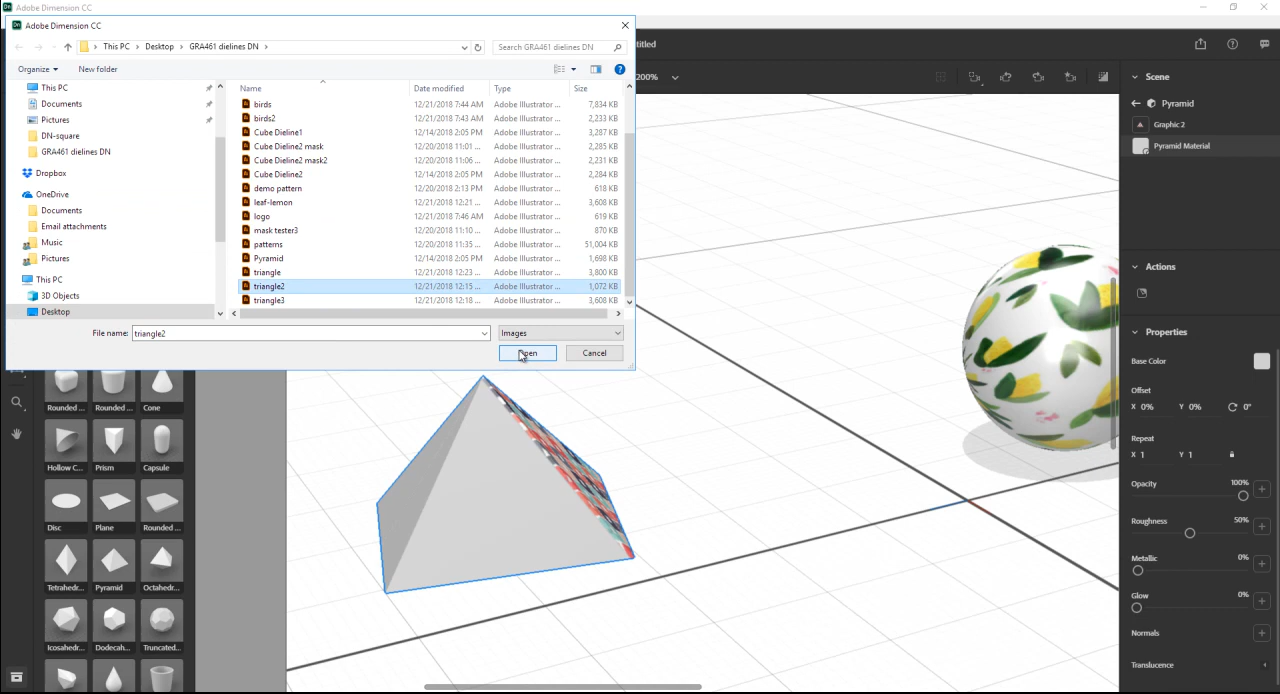 Dn Adobe Dimension CC
Dn Adobe Dimension CC
This PC > Desktop > GRA461 dielines DN >
Search GRA461 dielines DN
Organize
New folder
This PC
Documents
Pictures
DN-square
GRA461 dielines DN
Dropbox
OneDrive
Documents
Email attachments
Music
Pictures
This PC
3D Objects
Desktop
Name Date modified Type Size
birds 12/21/2018 7:44 AM Adobe Illustrator ... 7,834 KB
birds2 12/21/2018 7:43 AM Adobe Illustrator ... 2,233 KB
Cube Dieline1 12/14/2018 2:05 PM Adobe Illustrator ... 3,287 KB
Cube Dieline2 mask 12/20/2018 11:01 ... Adobe Illustrator ... 2,285 KB
Cube Dieline2 mask2 12/20/2018 11:06 ... Adobe Illustrator ... 2,231 KB
Cube Dieline2 12/14/2018 2:05 PM Adobe Illustrator ... 2,284 KB
demo pattern 12/20/2018 2:13 PM Adobe Illustrator ... 618 KB
leaf-lemon 12/21/2018 12:21 ... Adobe Illustrator ... 3,608 KB
logo 12/21/2018 7:46 AM Adobe Illustrator ... 619 KB
mask tester3 12/20/2018 11:10 ... Adobe Illustrator ... 870 KB
patterns 12/20/2018 11:35 ... Adobe Illustrator ... 51,004 KB
Pyramid 12/14/2018 2:05 PM Adobe Illustrator ... 1,698 KB
triangle 12/21/2018 12:23 ... Adobe Illustrator ... 3,800 KB
triangle2 12/21/2018 12:15 ... Adobe Illustrator ... 1,072 KB
triangle3 12/21/2018 12:18 ... Adobe Illustrator ... 3,608 KB
File name: triangle2
Images
Open
Cancel
titled
200%
Rounded ... Rounded ... Cone
Hollow C... Prism Capsule
Disc Plane Rounded ...
Tetrahedr... Pyramid Octahedr...
Icosahedr... Dodecah... Truncated...
Scene
Pyramid
Graphic 2
Pyramid Material
Actions
Properties
Base Color
Offset
X 0% Y 0% 0°
Repeat
X 1 Y 1
Opacity 100%
Roughness 50%
Metallic 0%
Glow 0%
Normals
Translucence